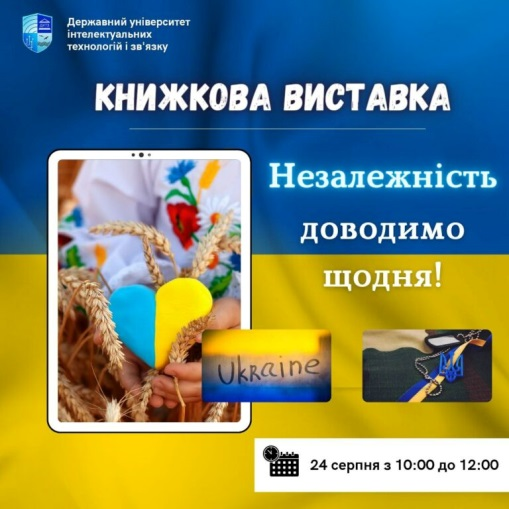 Державний університет
інтелектуальних
технологій і зв'язку
КНИЖКОВА ВИСТАВКА
Незалежність
доводимо
щодня!
Ukraine
24 серпня з 10:00 до 12:00